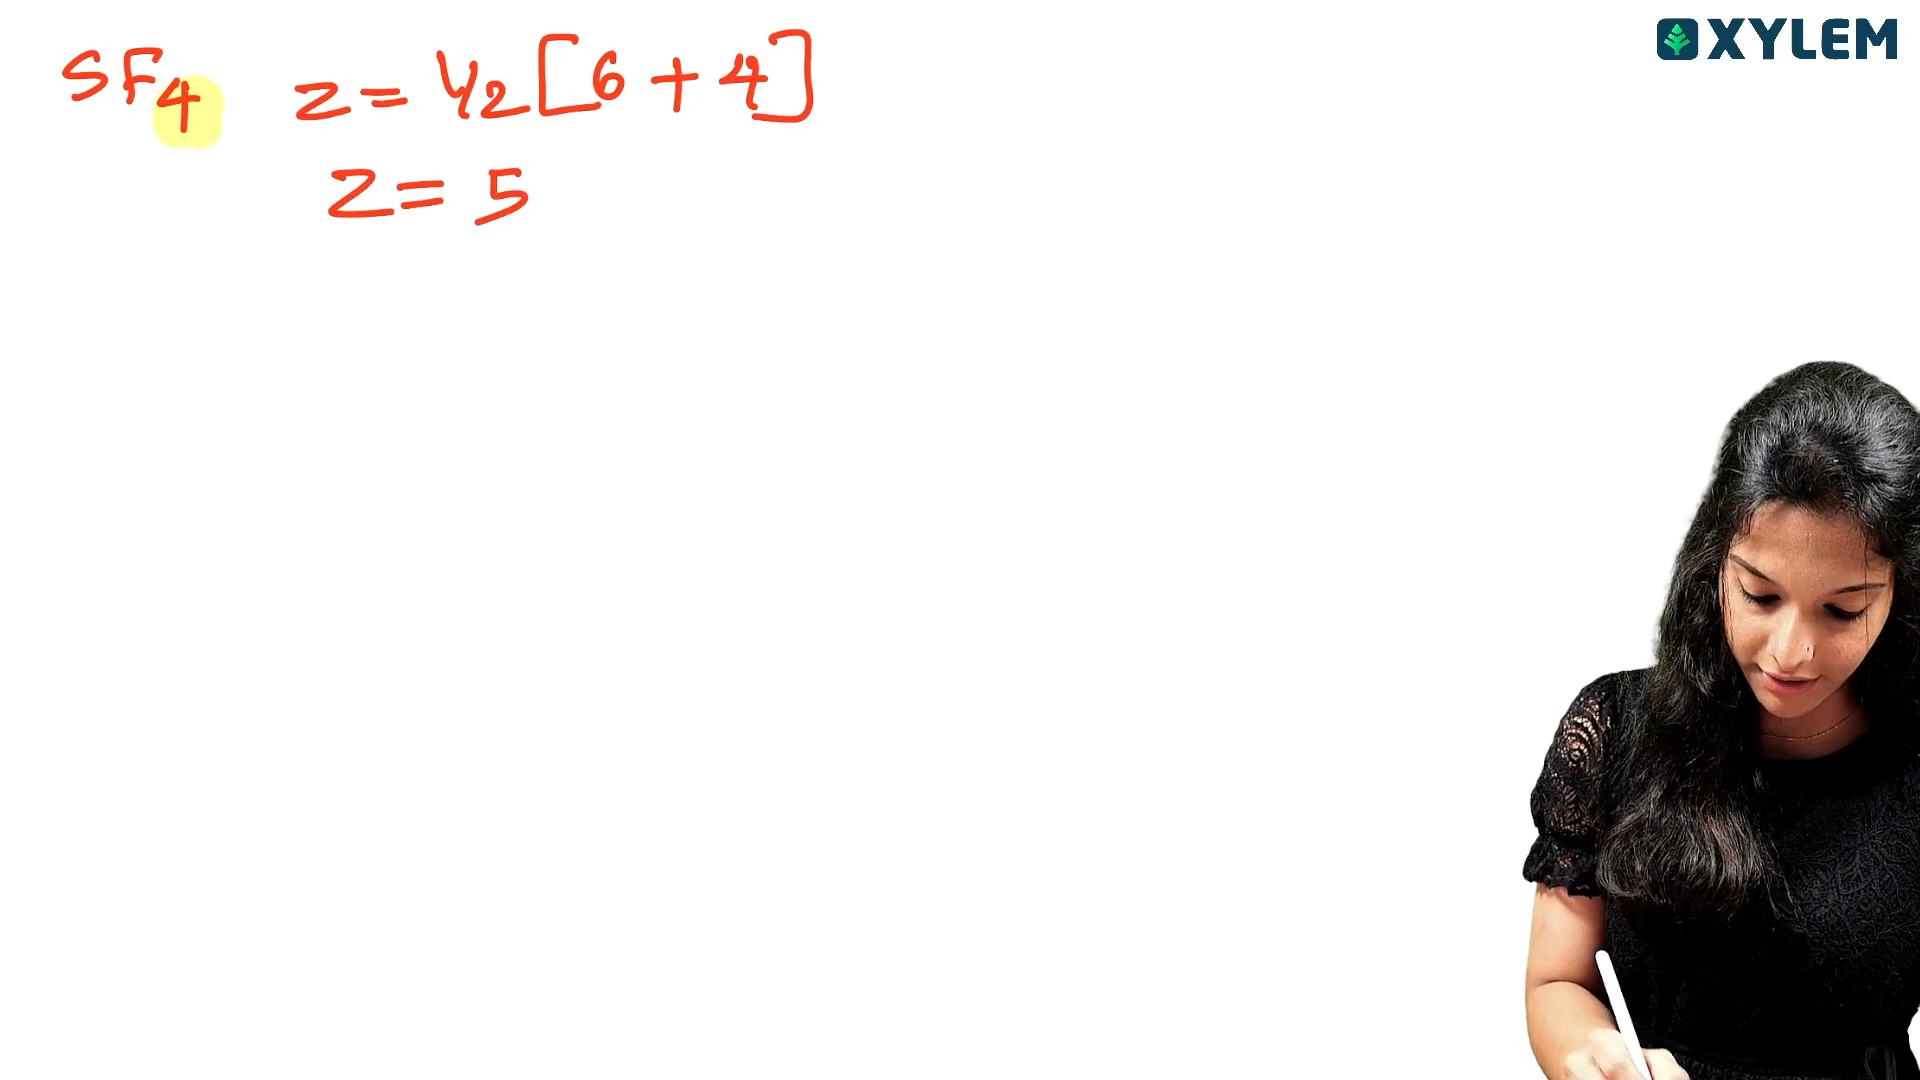 XYLEM
SF₄ z = 1/2 [6 + 4]
z = 5